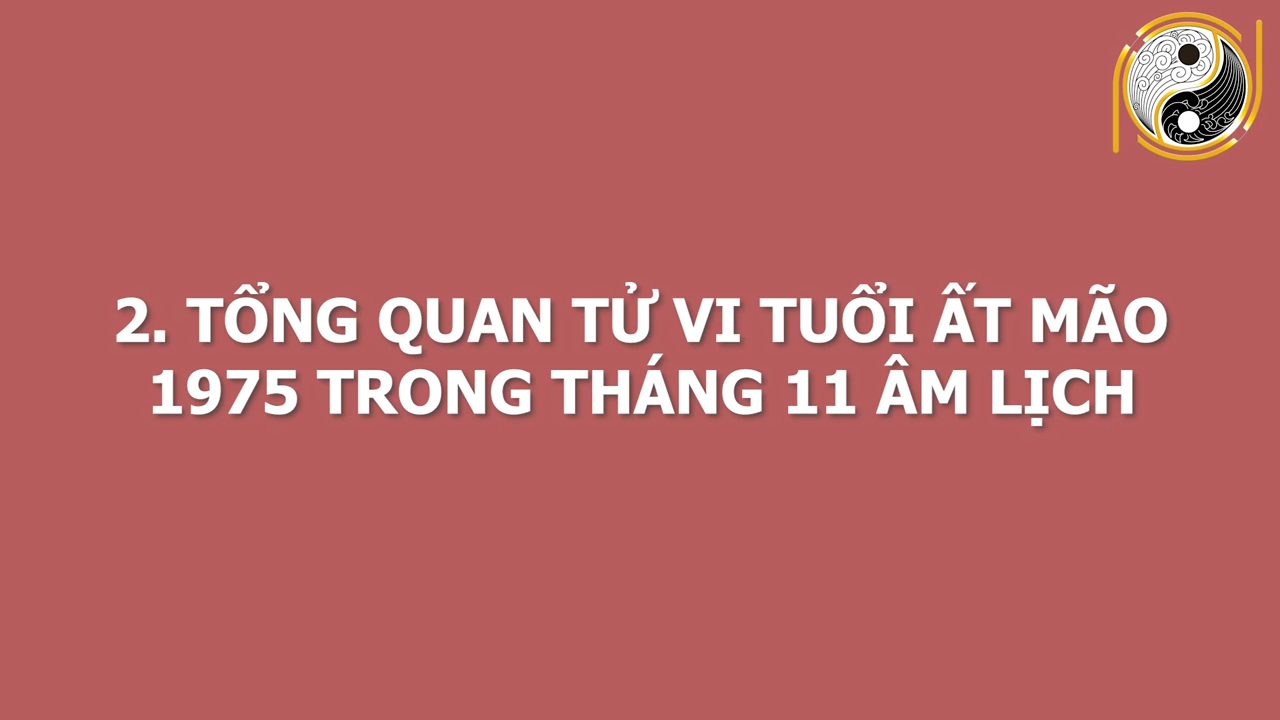 2. TỔNG QUAN TỬ VI TUỔI ẤT MÃO
1975 TRONG THÁNG 11 ÂM LỊCH